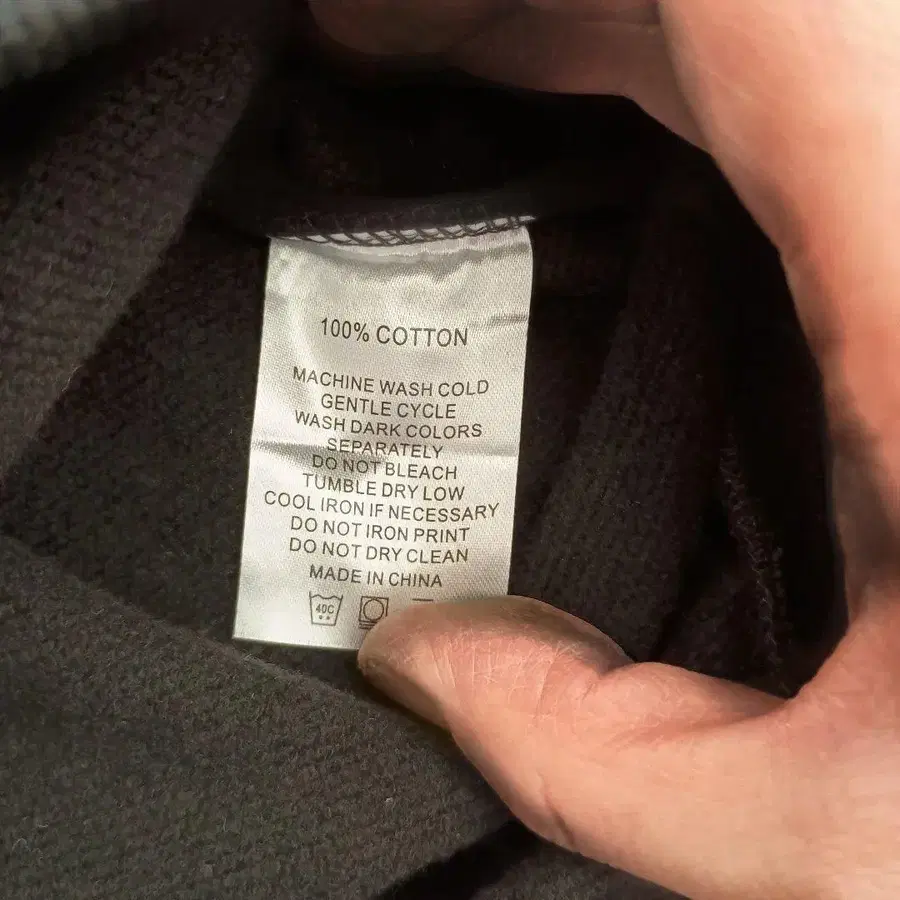 100% COTTON
MACHINE WASH COLD
GENTLE CYCLE
WASH DARK COLORS
SEPARATELY
DO NOT BLEACH
TUMBLE DRY LOW
COOL IRON IF NECESSARY
DO NOT IRON PRINT
DO NOT DRY CLEAN
MADE IN CHINA
40C